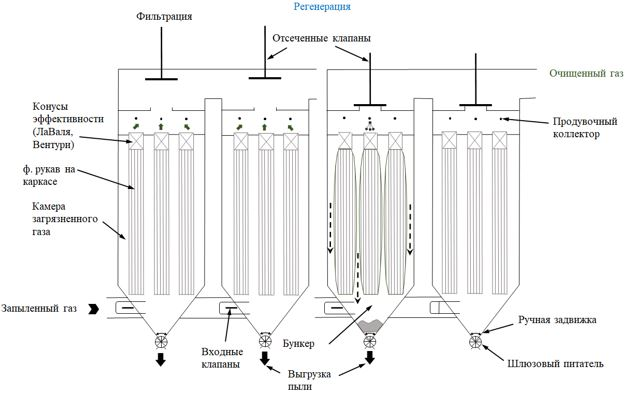 Регенерация
Фильтрация
Отсеченные клапаны
Очищенный газ
Конусы
эффективности
(ЛаВаля,
Вентури)
Продувочный
коллектор
ф. рукав на
каркасе
Камера
загрязненного
газа
Запыленный газ
Входные
клапаны
Бункер
Выгрузка
пыли
Ручная задвижка
Шлюзовый питатель